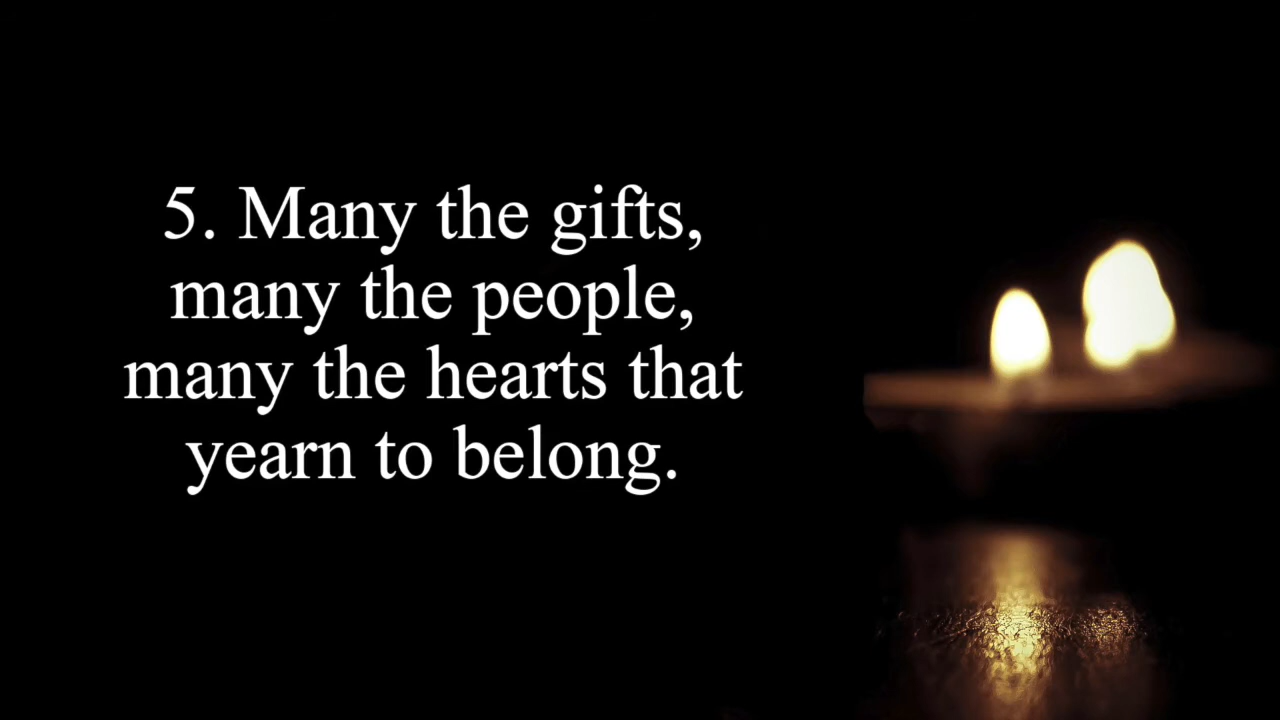 5. Many the gifts,
many the people,
many the hearts that
yearn to belong.